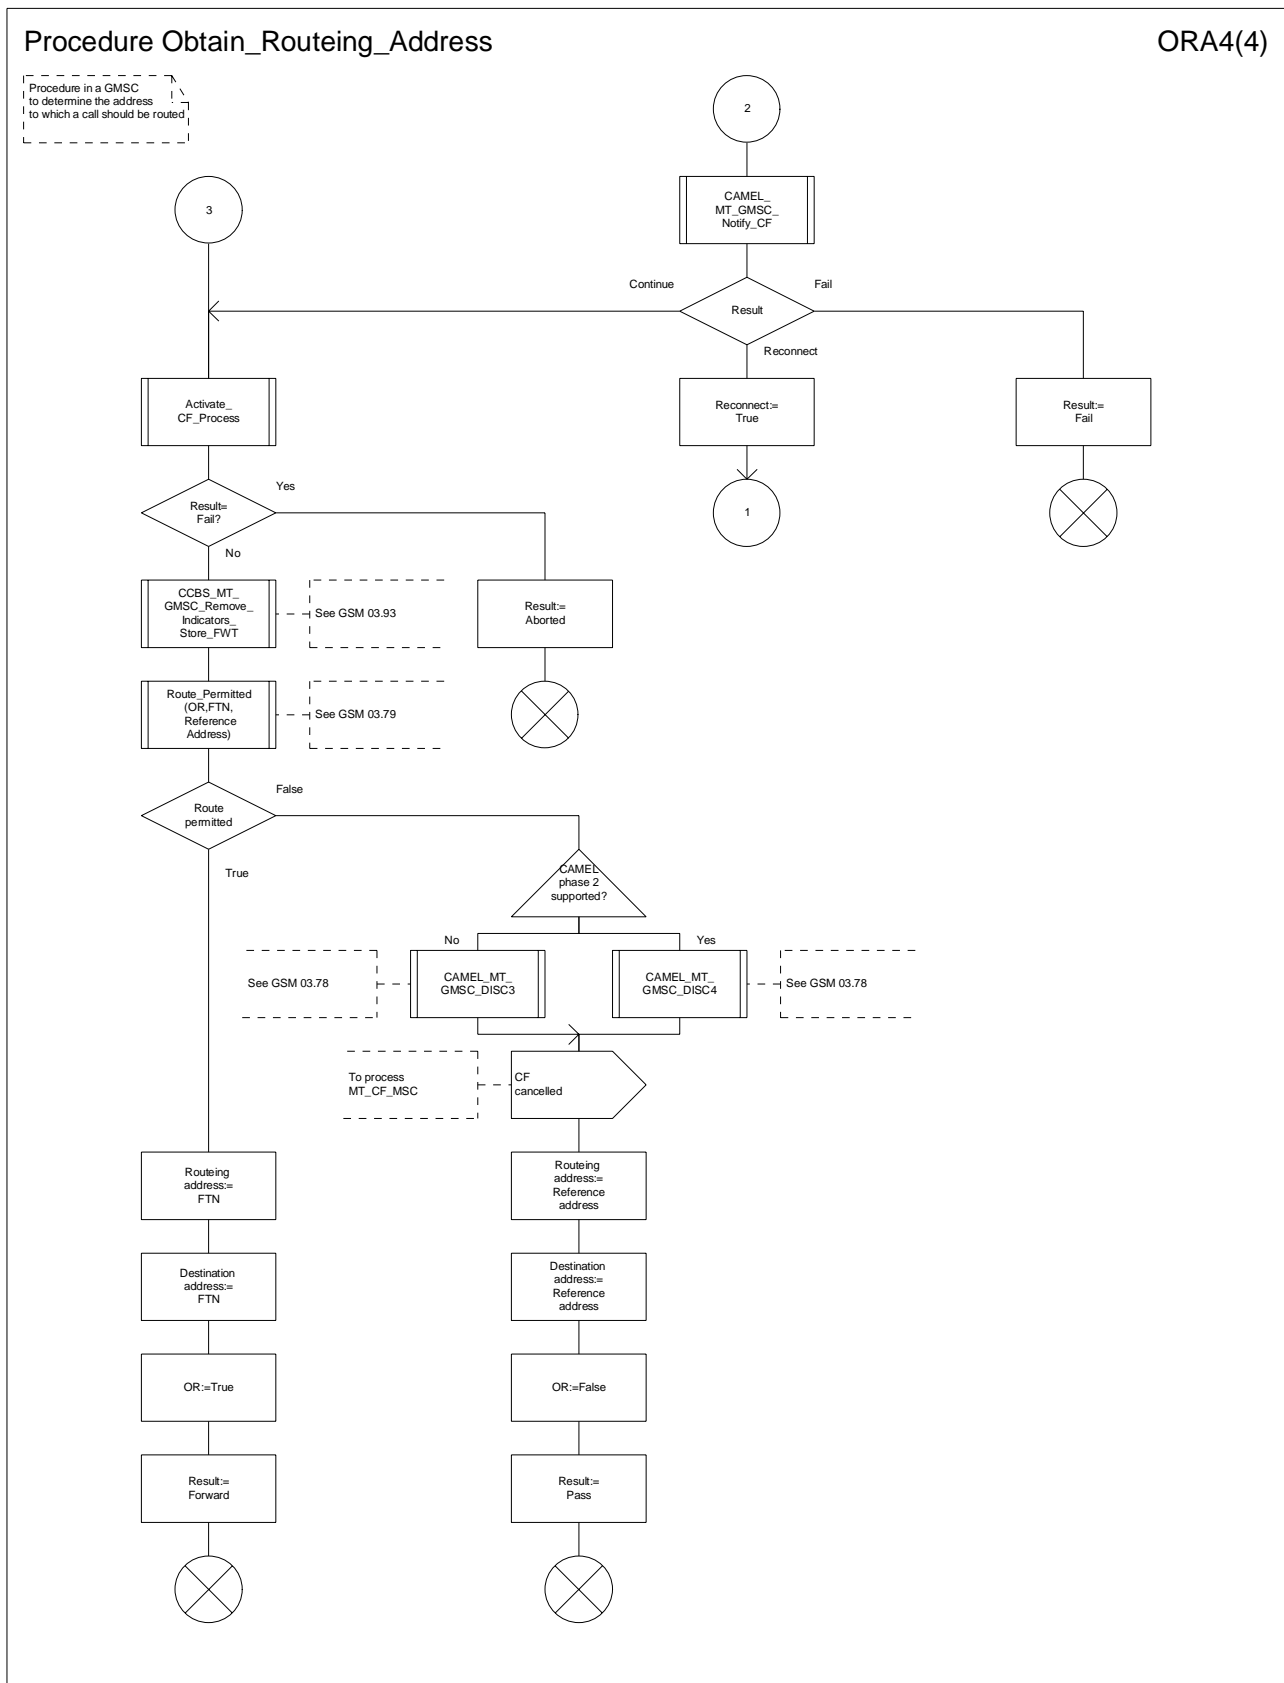 Procedure Obtain_Routeing_Address
ORA4(4)
Procedure in a GMSC
to determine the address
to which a call should be routed
2
CAMEL_
MT_GMSC_
Notify_CF
3
Continue
Fail
Result
Reconnect
Activate_
CF_Process
Reconnect:=
True
Result:=
Fail
Yes
Result=
Fail?
1
No
CCBS_MT_
GMSC_Remove_
Indicators_
Store_FWT
See GSM 03.93
Result:=
Aborted
Route_Permitted
(OR,FTN,
Reference
Address)
See GSM 03.79
False
Route
permitted
True
CAMEL
phase 2
supported?
No
Yes
See GSM 03.78
CAMEL_MT_
GMSC_DISC3
CAMEL_MT_
GMSC_DISC4
See GSM 03.78
To process
MT_CF_MSC
CF
cancelled
Routeing
address:=
FTN
Routeing
address:=
Reference
address
Destination
address:=
FTN
Destination
address:=
Reference
address
OR:=True
OR:=False
Result:=
Forward
Result:=
Pass